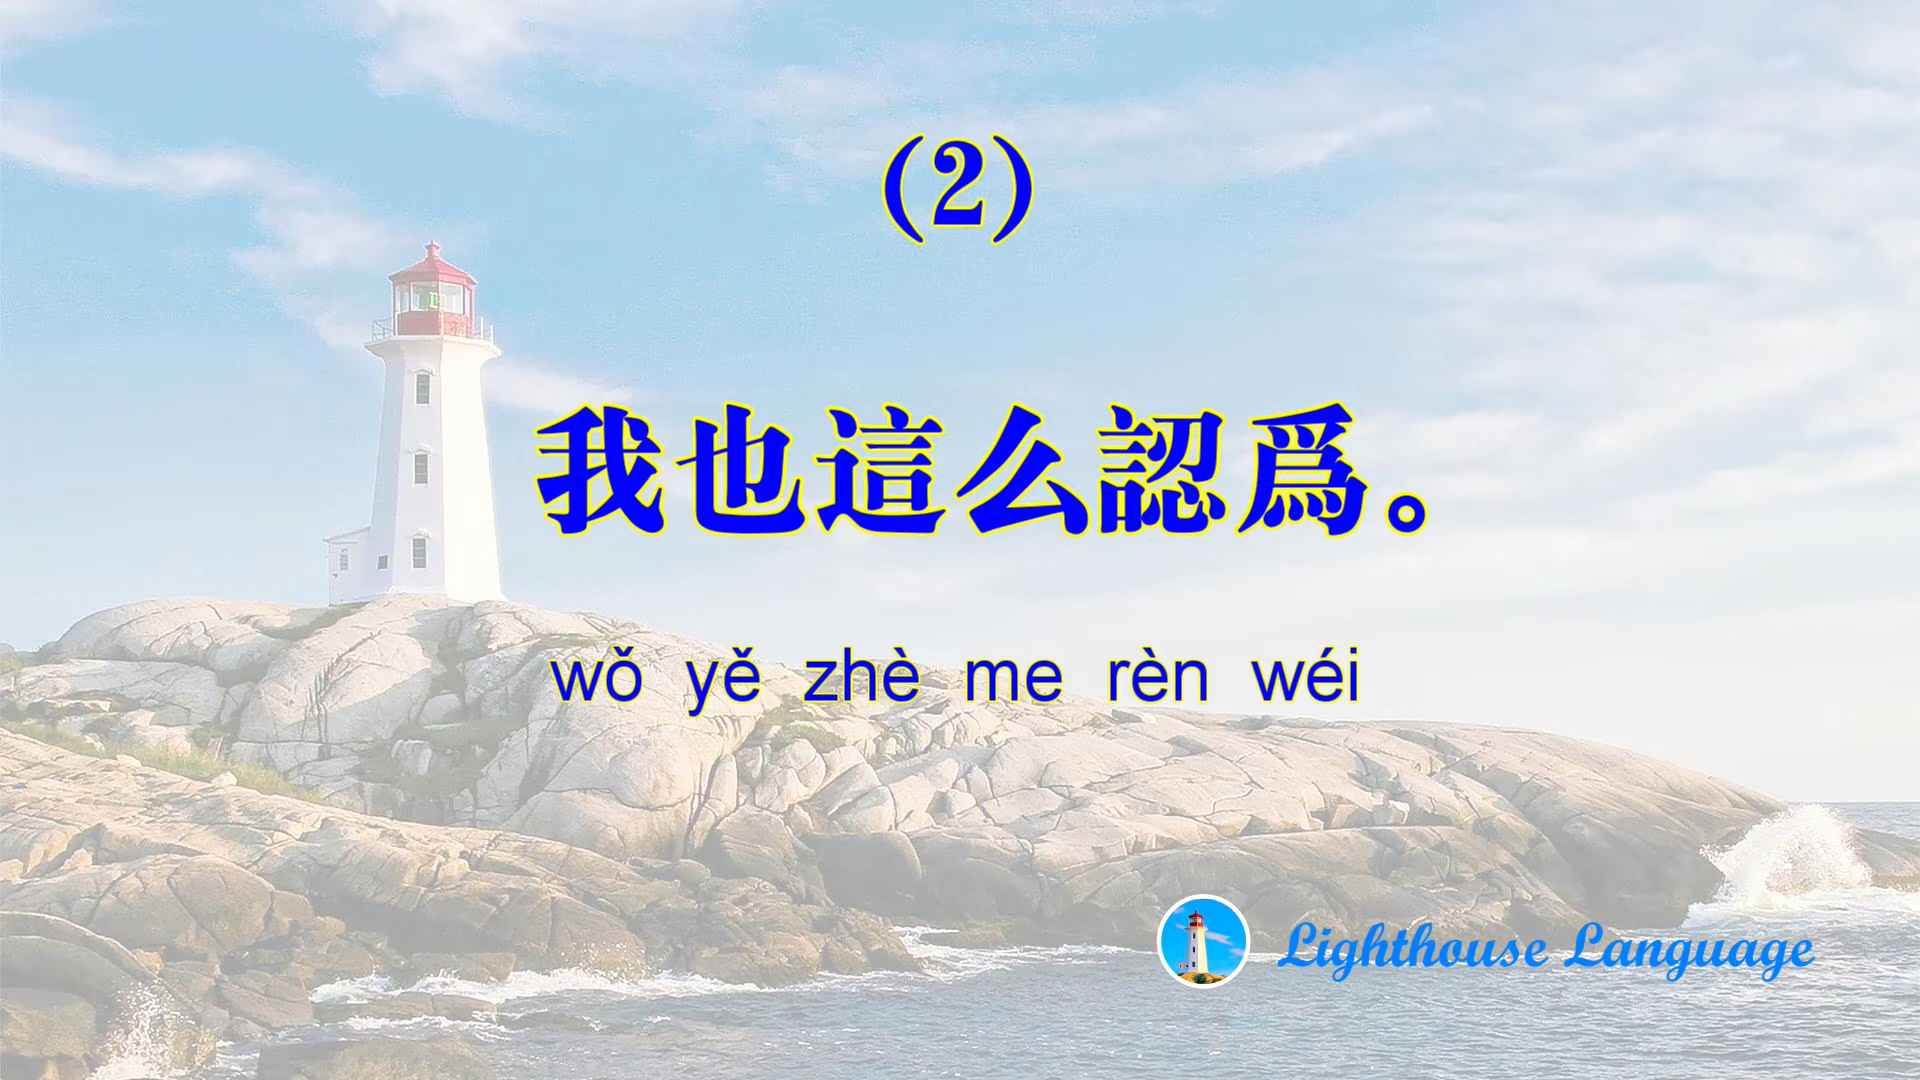 (2)
我也這么認爲。
wǒ yě zhè me rèn wéi
Lighthouse Language